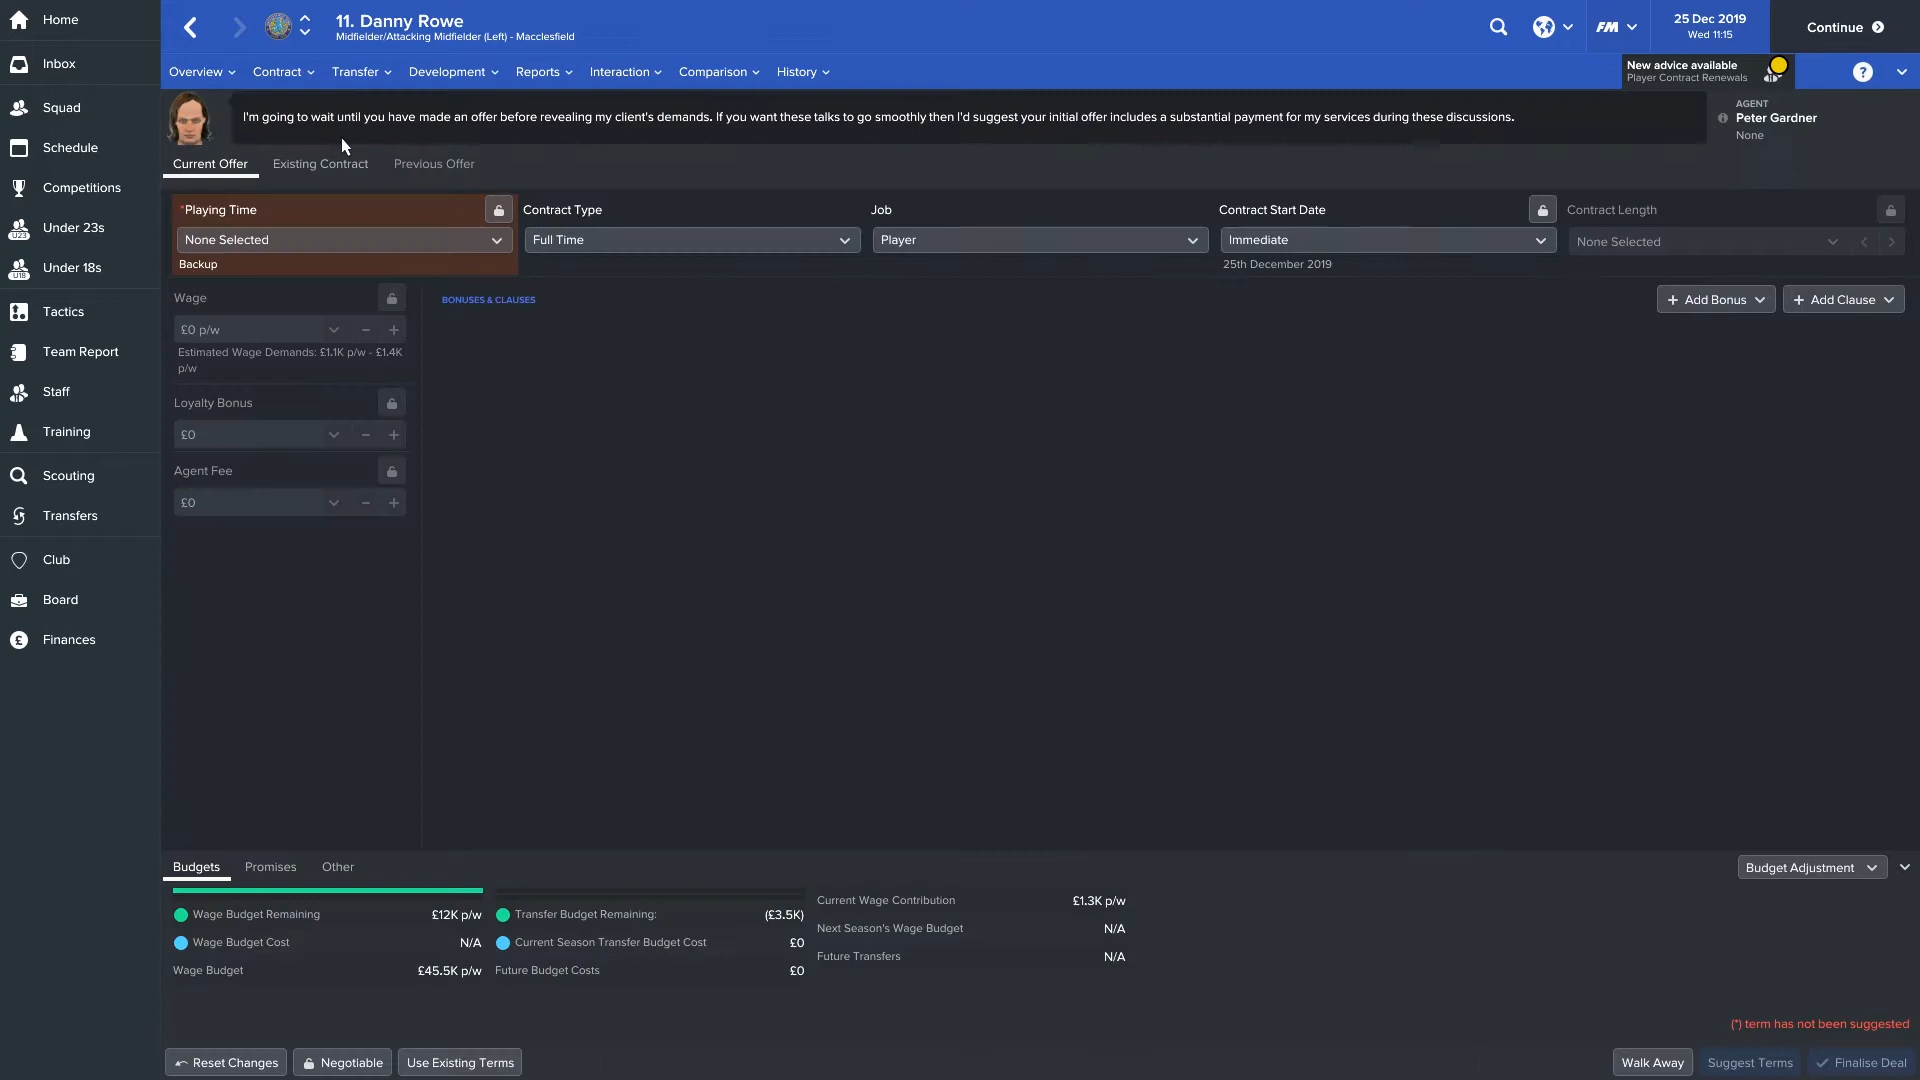 Home
Inbox
Squad
Schedule
Competitions
U23
Under 23s
U18
Under 18s
Tactics
Team Report
Staff
Training
Scouting
Transfers
Club
Board
£
Finances
11. Danny Rowe
Midfielder/Attacking Midfielder (Left) - Macclesfield
FM
25 Dec 2019
Wed 11:15
Continue
Overview
Contract
Transfer
Development
Reports
Interaction
Comparison
History
New advice available
Player Contract Renewals
?
I'm going to wait until you have made an offer before revealing my client's demands. If you want these talks to go smoothly then I'd suggest your initial offer includes a substantial payment for my services during these discussions.
AGENT
Peter Gardner
None
Current Offer
Existing Contract
Previous Offer
*Playing Time
None Selected
Backup
Contract Type
Full Time
Job
Player
Contract Start Date
Immediate
25th December 2019
Contract Length
None Selected
Wage
£0 p/w
Estimated Wage Demands: £1.1K p/w - £1.4K
p/w
Loyalty Bonus
£0
Agent Fee
£0
BONUSES & CLAUSES
+ Add Bonus
+ Add Clause
Budgets
Promises
Other
Budget Adjustment
Wage Budget Remaining £12K p/w
Wage Budget Cost N/A
Wage Budget £45.5K p/w
Transfer Budget Remaining: (£3.5K)
Current Season Transfer Budget Cost £0
Future Budget Costs £0
Current Wage Contribution £1.3K p/w
Next Season's Wage Budget N/A
Future Transfers N/A
(*) term has not been suggested
Reset Changes
Negotiable
Use Existing Terms
Walk Away
Suggest Terms
Finalise Deal